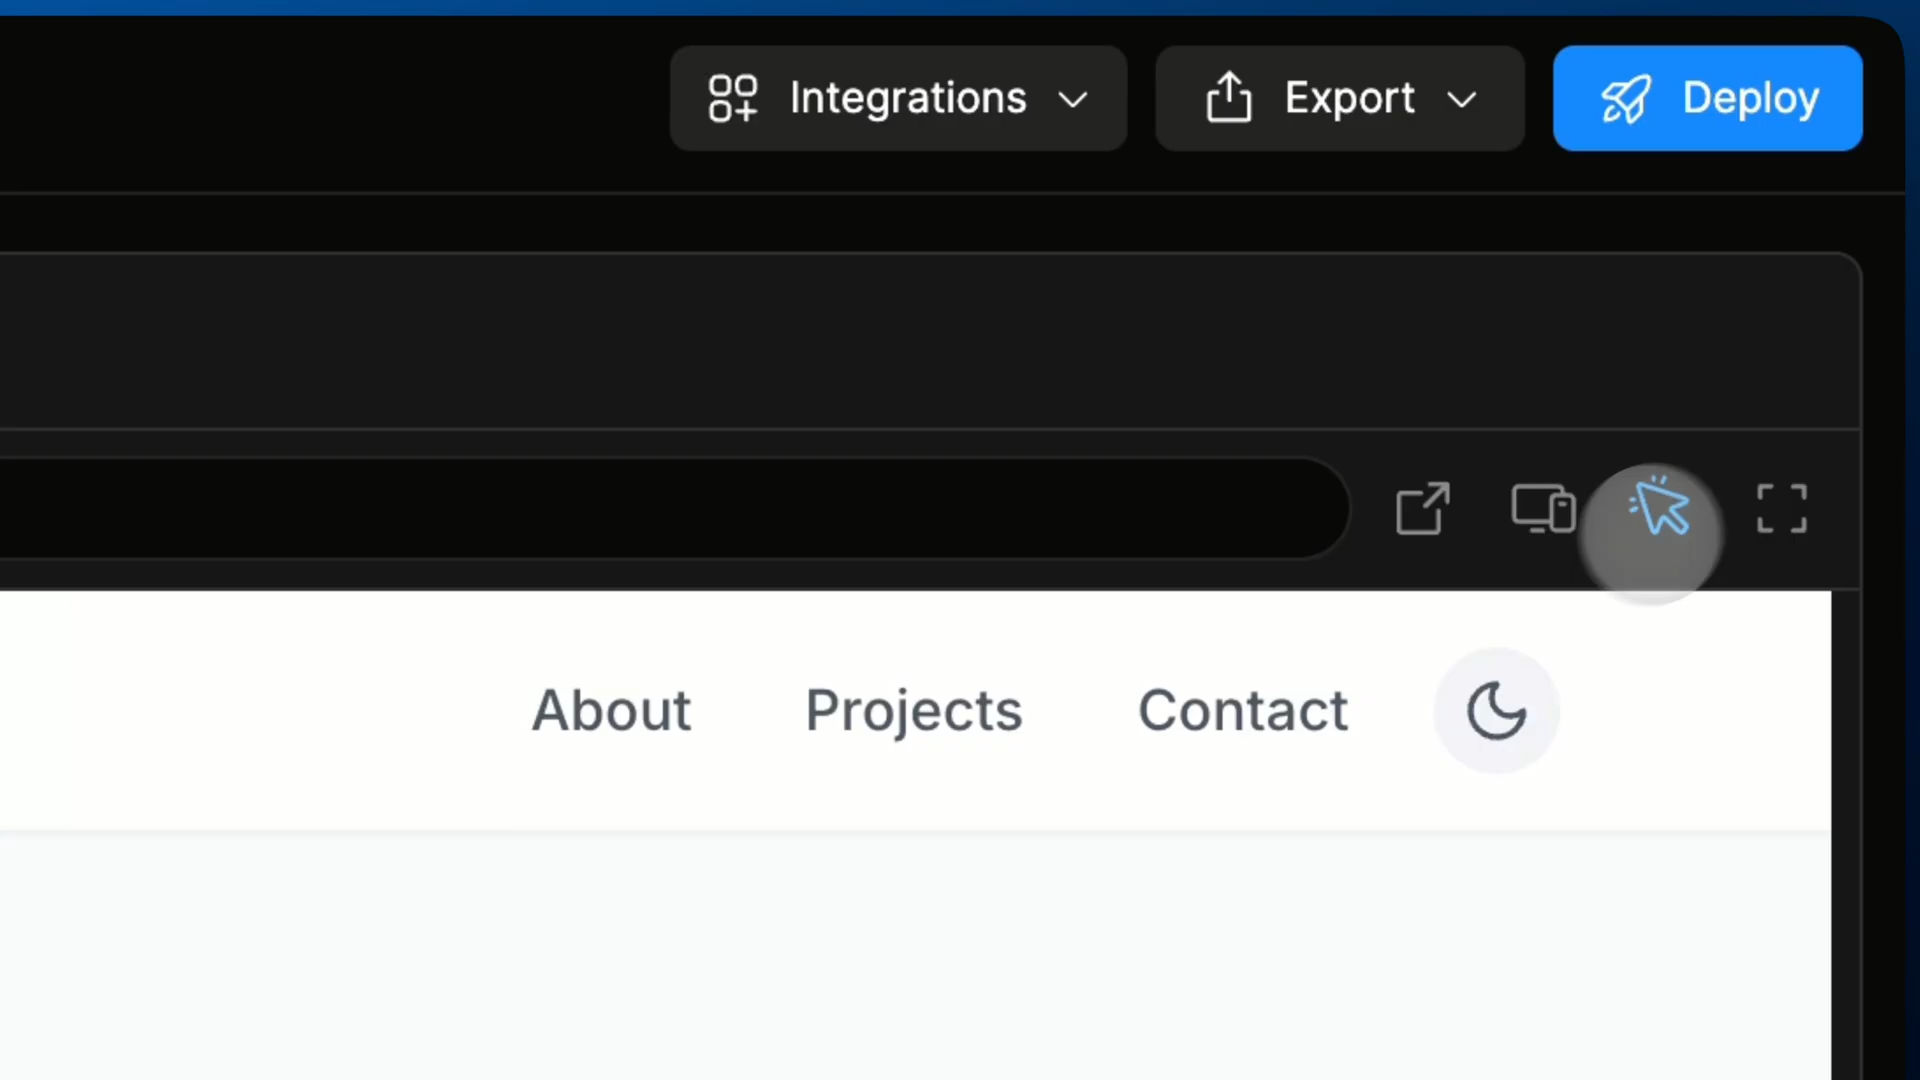 Integrations
Export
Deploy
About
Projects
Contact